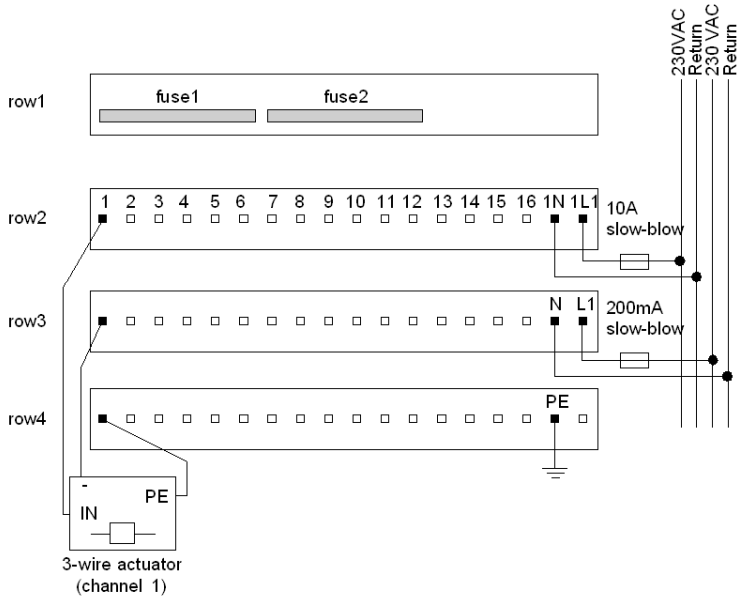 230VAC
Return
230 VAC
Return
row1
fuse1 fuse2
row2
1 2 3 4 5 6 7 8 9 10 11 12 13 14 15 16 1N 1L1
10A
slow-blow
row3
N L1
200mA
slow-blow
row4
PE
-
PE
IN
3-wire actuator
(channel 1)